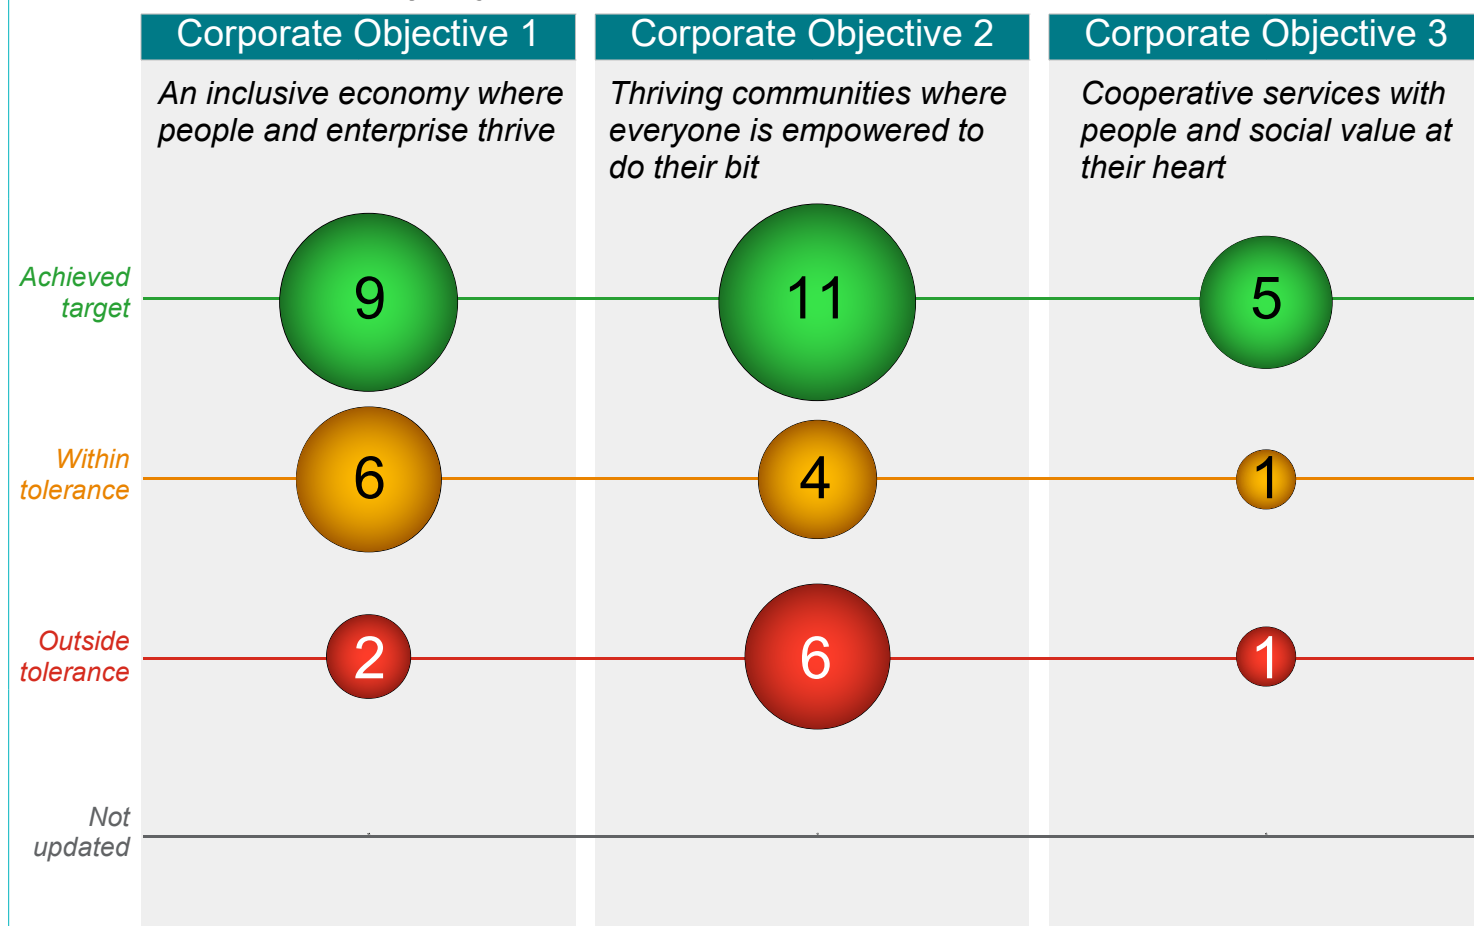 Corporate Objective 1
Corporate Objective 2
Corporate Objective 3
An inclusive economy where
people and enterprise thrive
Thriving communities where
everyone is empowered to
do their bit
Cooperative services with
people and social value at
their heart
Achieved
target
9
11
5
Within
tolerance
6
4
1
Outside
tolerance
2
6
1
Not
updated